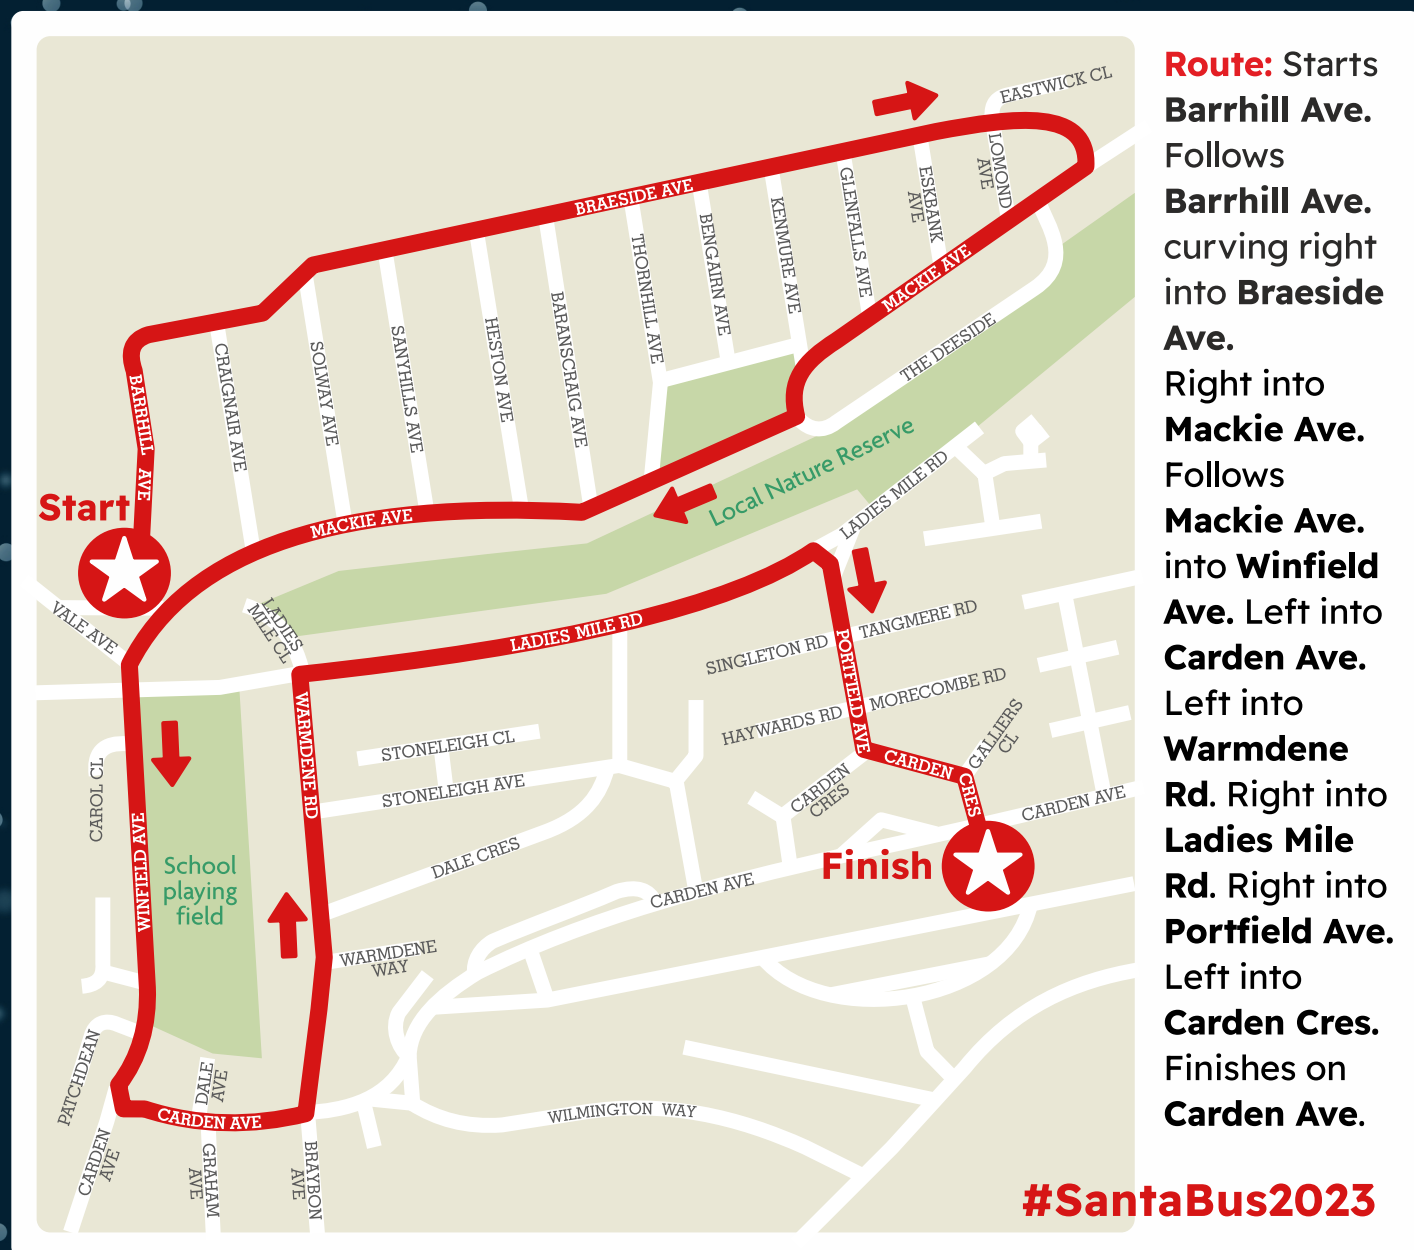 EASTWICK CL
LOMOND
AVE
BRAESIDE AVE
ESKBANK
AVE
GLENFALLS AVE
KENMURE AVE
BENGAIRN AVE
THORNHILL AVE
BARANSCRAIG AVE
HESTON AVE
SANYHILLS AVE
SOLWAY AVE
CRAIGNAIR AVE
BARRHILL AVE
MACKIE AVE
THE DEESIDE
Local Nature Reserve
LADIES MILE RD
Start
MACKIE AVE
VALE AVE
LADIES
MILE CL
LADIES MILE RD
TANGMERE RD
SINGLETON RD
PORTFIELD AVE
MORECOMBE RD
HAYWARDS RD
GALLIERS
CL
CARDEN CRES
CARDEN
CRES
CARDEN AVE
WARMDENE RD
STONELEIGH CL
STONELEIGH AVE
CAROL CL
WINFIELD AVE
School
playing
field
DALE CRES
CARDEN AVE
Finish
WARMDENE
WAY
PATCHDEAN
DALE
AVE
CARDEN AVE
WILMINGTON WAY
CARDEN
AVE
GRAHAM
AVE
BRAYBON
AVE
Route: Starts
Barrhill Ave.
Follows
Barrhill Ave.
curving right
into Braeside
Ave.
Right into
Mackie Ave.
Follows
Mackie Ave.
into Winfield
Ave. Left into
Carden Ave.
Left into
Warmdene
Rd. Right into
Ladies Mile
Rd. Right into
Portfield Ave.
Left into
Carden Cres.
Finishes on
Carden Ave.
#SantaBus2023